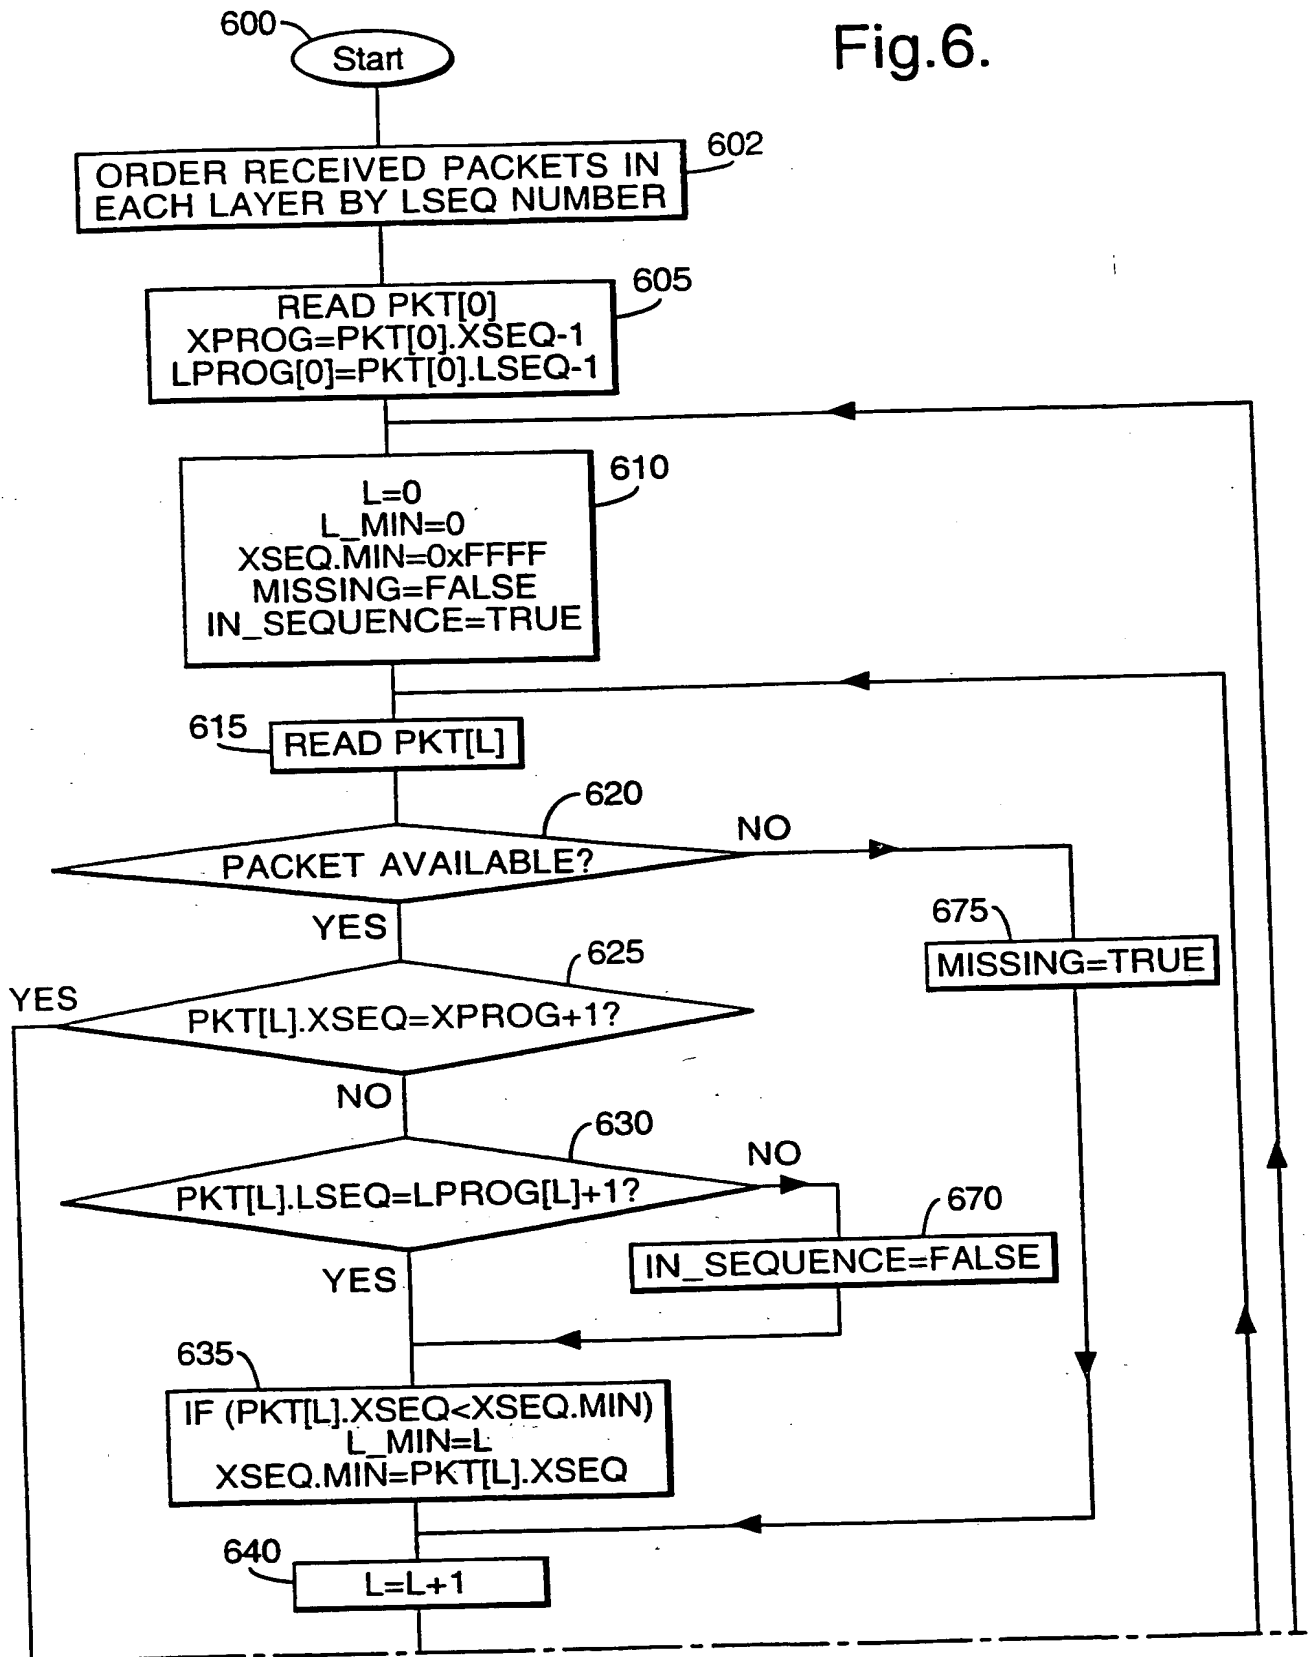 600
Start
Fig.6.
602
ORDER RECEIVED PACKETS IN
EACH LAYER BY LSEQ NUMBER
605
READ PKT[0]
XPROG=PKT[0].XSEQ-1
LPROG[0]=PKT[0].LSEQ-1
610
L=0
L_MIN=0
XSEQ.MIN=0xFFFF
MISSING=FALSE
IN_SEQUENCE=TRUE
615
READ PKT[L]
620
PACKET AVAILABLE?
NO
YES
675
MISSING=TRUE
625
YES
PKT[L].XSEQ=XPROG+1?
NO
630
NO
PKT[L].LSEQ=LPROG[L]+1?
670
IN_SEQUENCE=FALSE
YES
635
IF (PKT[L].XSEQ<XSEQ.MIN)
L_MIN=L
XSEQ.MIN=PKT[L].XSEQ
640
L=L+1